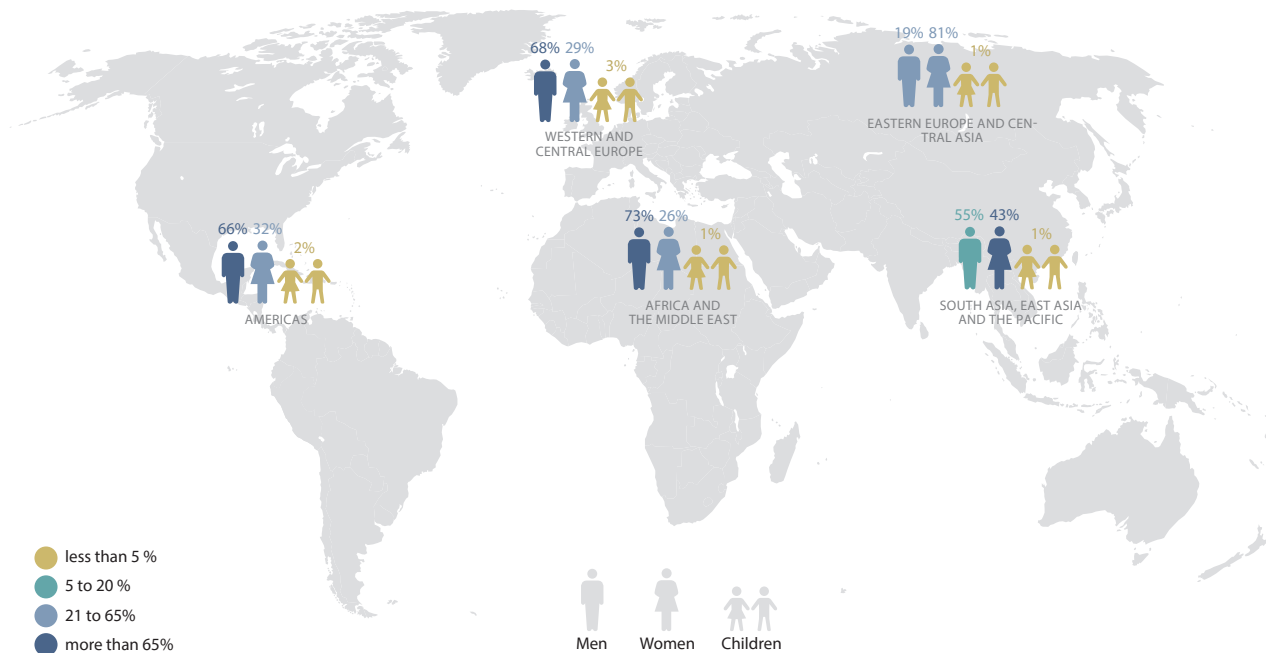 19% 81%
1%
EASTERN EUROPE AND CEN-
TRAL ASIA
68% 29%
3%
WESTERN AND
CENTRAL EUROPE
66% 32%
2%
AMERICAS
73% 26%
1%
AFRICA AND
THE MIDDLE EAST
55% 43%
1%
SOUTH ASIA, EAST ASIA
AND THE PACIFIC
less than 5 %
5 to 20 %
21 to 65%
more than 65%
Men Women Children